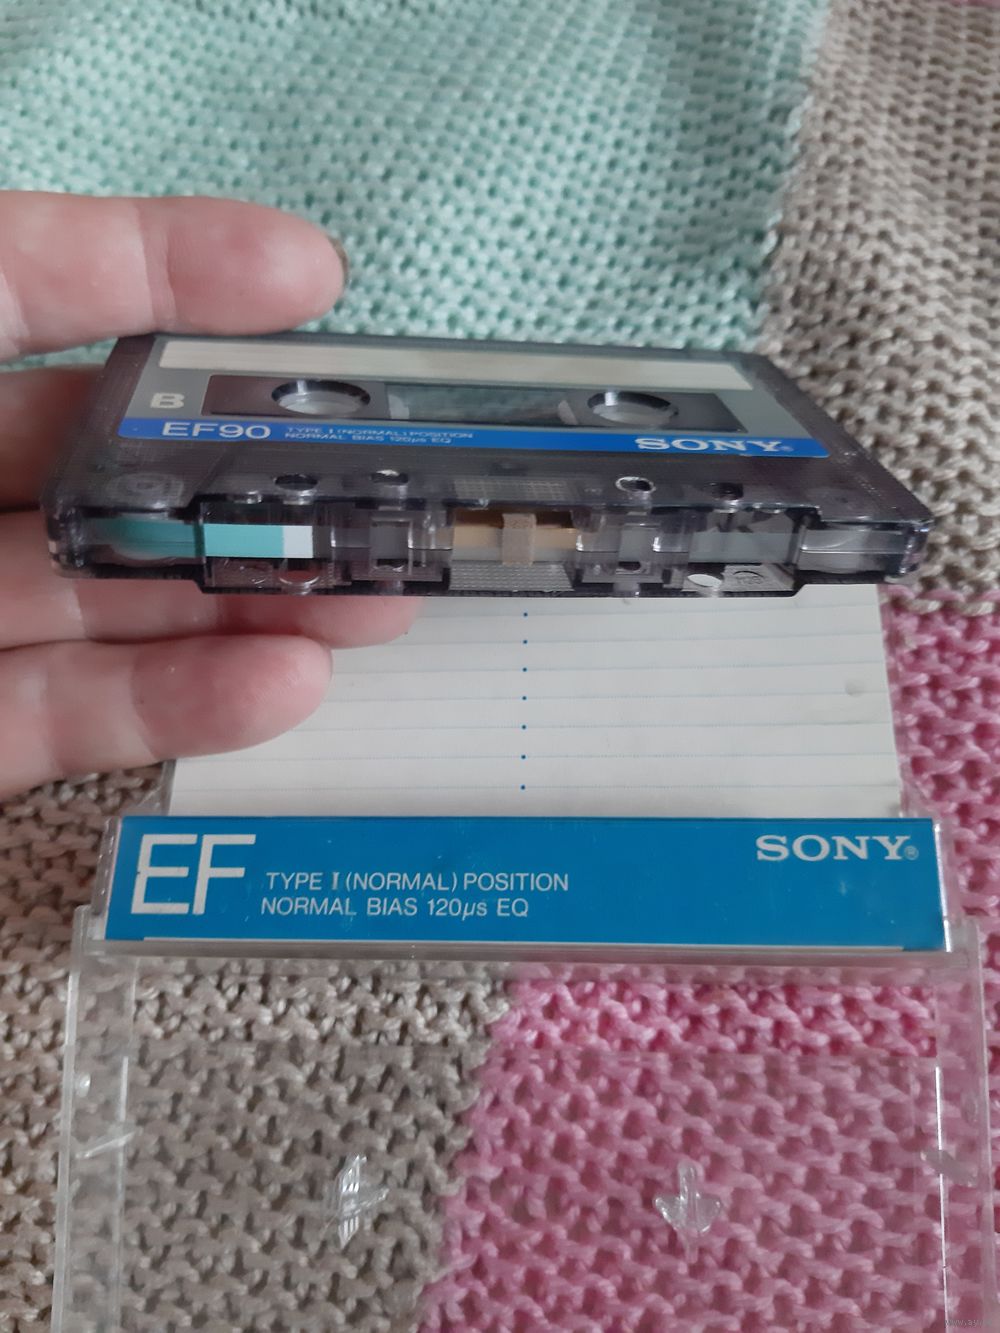 B
EF90 TYPE I (NORMAL) POSITION
NORMAL BIAS 120µs EQ
SONY®
EF TYPE I (NORMAL) POSITION
NORMAL BIAS 120µs EQ
SONY®